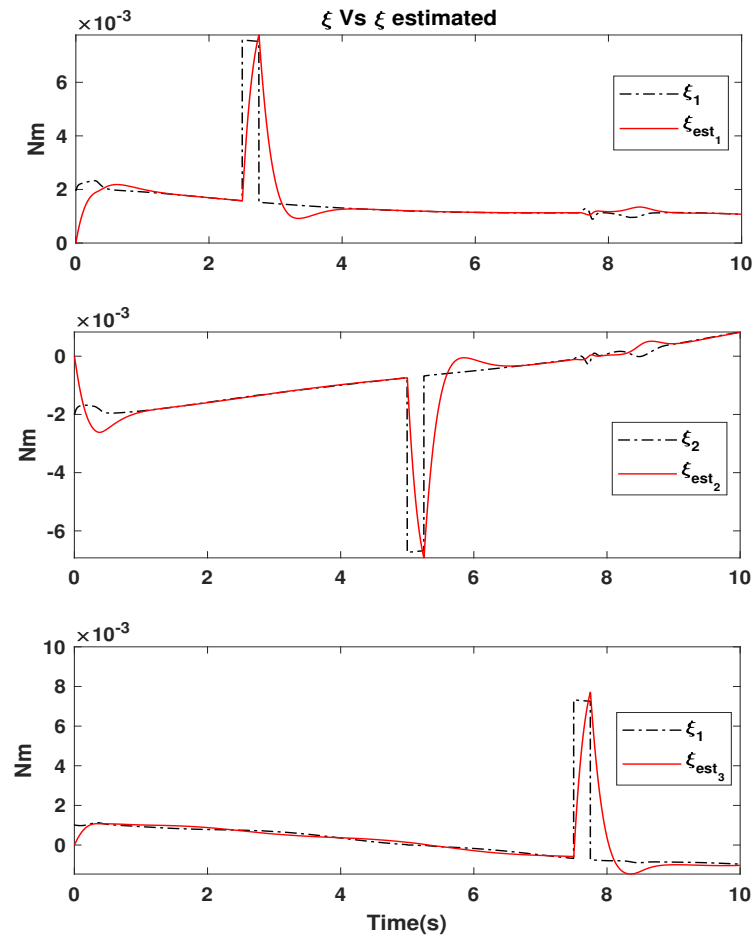 ξ Vs ξ estimated
×10⁻³
Nm
6
4
2
0
0 2 4 6 8 10
ξ₁
ξest₁
×10⁻³
Nm
0
-2
-4
-6
0 2 4 6 8 10
ξ₂
ξest₂
×10⁻³
Nm
10
8
6
4
2
0
0 2 4 6 8 10
ξ₁
ξest₃
Time(s)